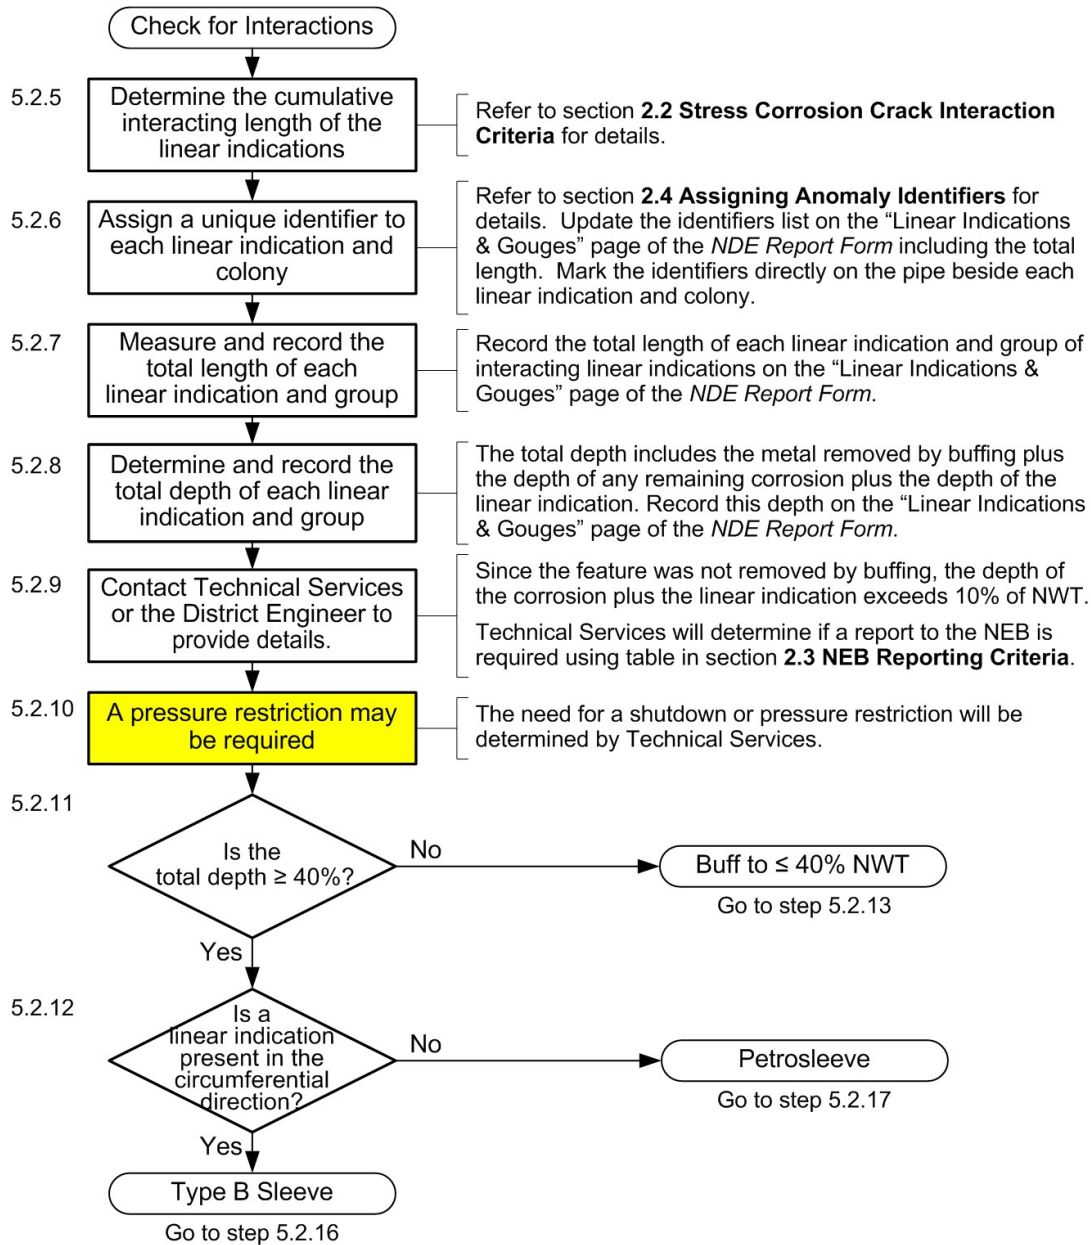 Check for Interactions
5.2.5
Determine the cumulative
interacting length of the
linear indications
Refer to section 2.2 Stress Corrosion Crack Interaction
Criteria for details.
5.2.6
Assign a unique identifier to
each linear indication and
colony
Refer to section 2.4 Assigning Anomaly Identifiers for
details.  Update the identifiers list on the “Linear Indications
& Gouges” page of the NDE Report Form including the total
length.  Mark the identifiers directly on the pipe beside each
linear indication and colony.
5.2.7
Measure and record the
total length of each
linear indication and group
Record the total length of each linear indication and group of
interacting linear indications on the “Linear Indications &
Gouges” page of the NDE Report Form.
5.2.8
Determine and record the
total depth of each linear
indication and group
The total depth includes the metal removed by buffing plus
the depth of any remaining corrosion plus the depth of the
linear indication. Record this depth on the “Linear Indications
& Gouges” page of the NDE Report Form.
5.2.9
Contact Technical Services
or the District Engineer to
provide details.
Since the feature was not removed by buffing, the depth of
the corrosion plus the linear indication exceeds 10% of NWT.
Technical Services will determine if a report to the NEB is
required using table in section 2.3 NEB Reporting Criteria.
5.2.10
A pressure restriction may
be required
The need for a shutdown or pressure restriction will be
determined by Technical Services.
5.2.11
Is the
total depth ≥ 40%?
No
Buff to ≤ 40% NWT
Go to step 5.2.13
Yes
5.2.12
Is a
linear indication
present in the
circumferential
direction?
No
Petrosleeve
Go to step 5.2.17
Yes
Type B Sleeve
Go to step 5.2.16